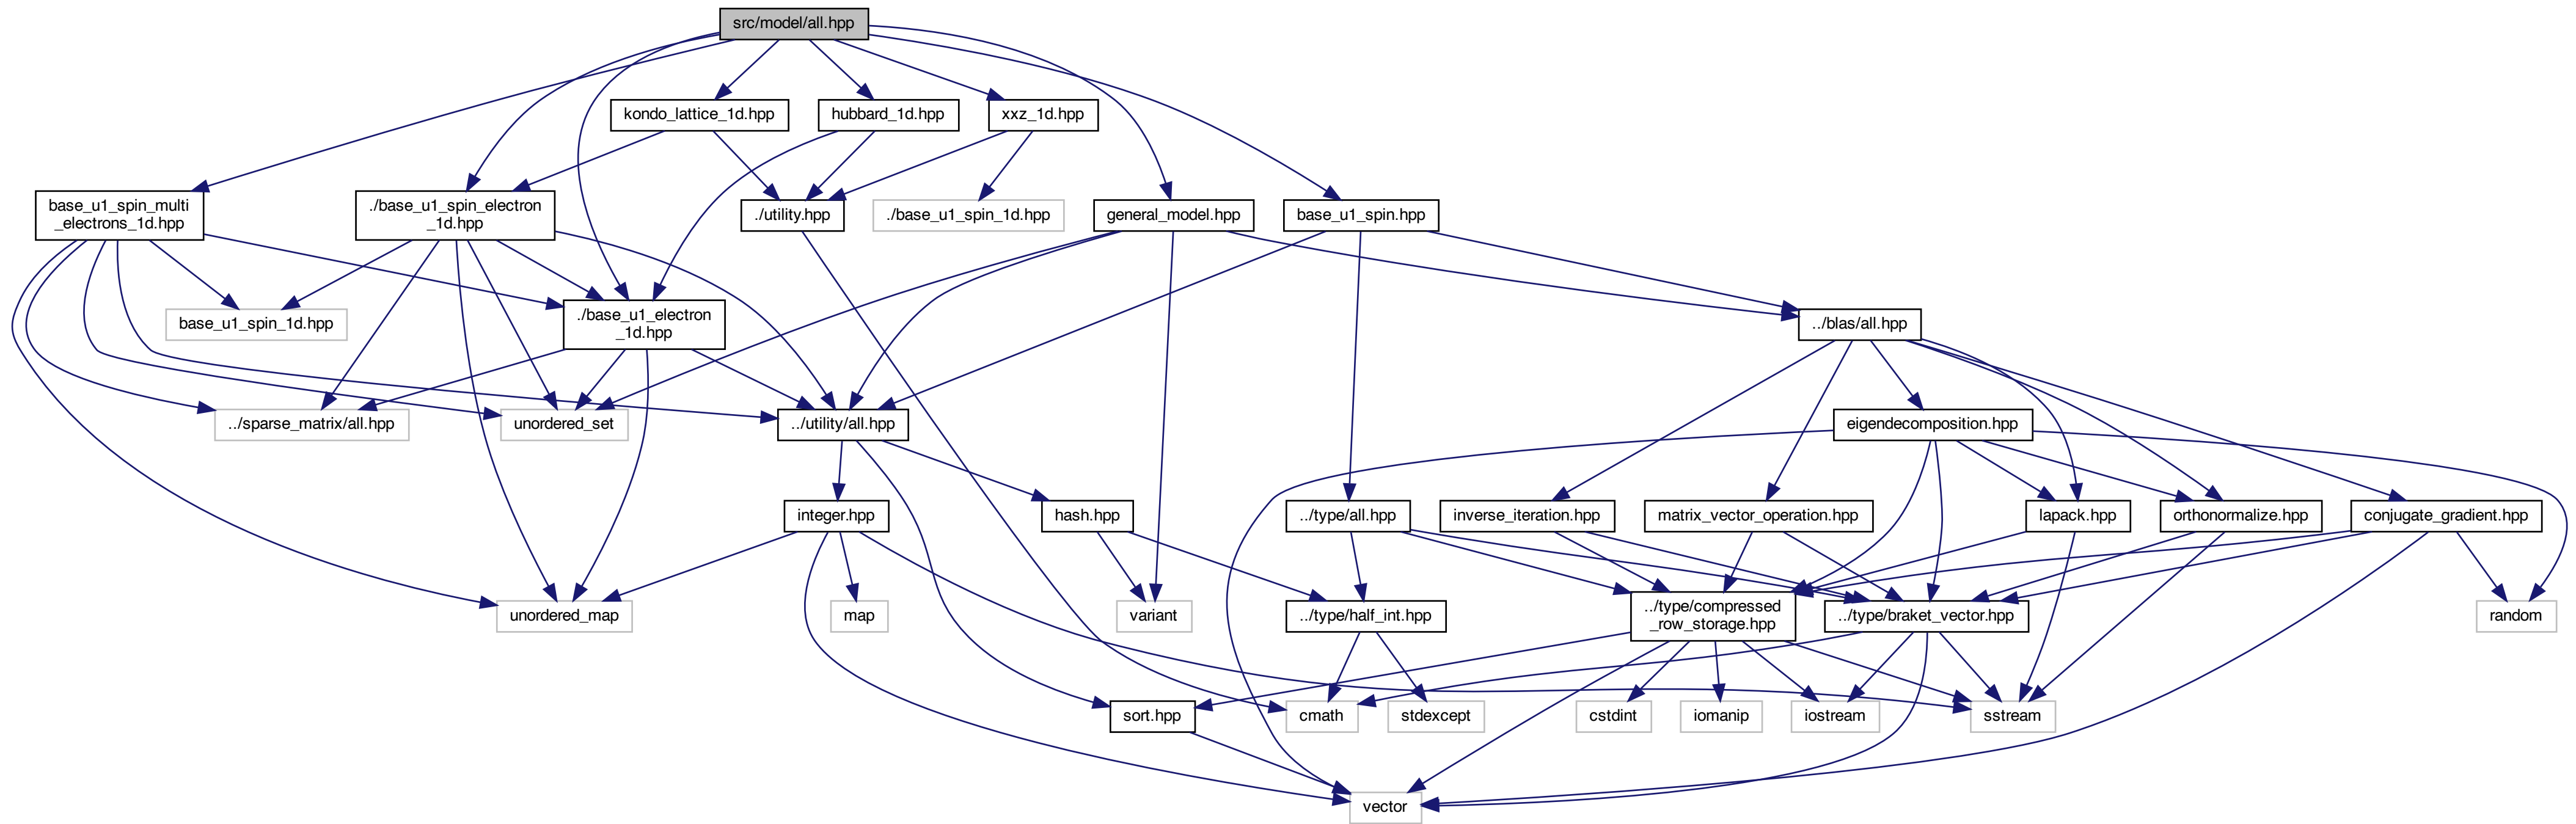 src/model/all.hpp
kondo_lattice_1d.hpp
hubbard_1d.hpp
xxz_1d.hpp
base_u1_spin_multi
_electrons_1d.hpp
./base_u1_spin_electron
_1d.hpp
./utility.hpp
./base_u1_spin_1d.hpp
general_model.hpp
base_u1_spin.hpp
base_u1_spin_1d.hpp
./base_u1_electron
_1d.hpp
../blas/all.hpp
../sparse_matrix/all.hpp
unordered_set
../utility/all.hpp
eigendecomposition.hpp
integer.hpp
hash.hpp
../type/all.hpp
inverse_iteration.hpp
matrix_vector_operation.hpp
lapack.hpp
orthonormalize.hpp
conjugate_gradient.hpp
unordered_map
map
variant
../type/half_int.hpp
../type/compressed
_row_storage.hpp
../type/braket_vector.hpp
random
sort.hpp
cmath
stdexcept
cstdint
iomanip
iostream
sstream
vector